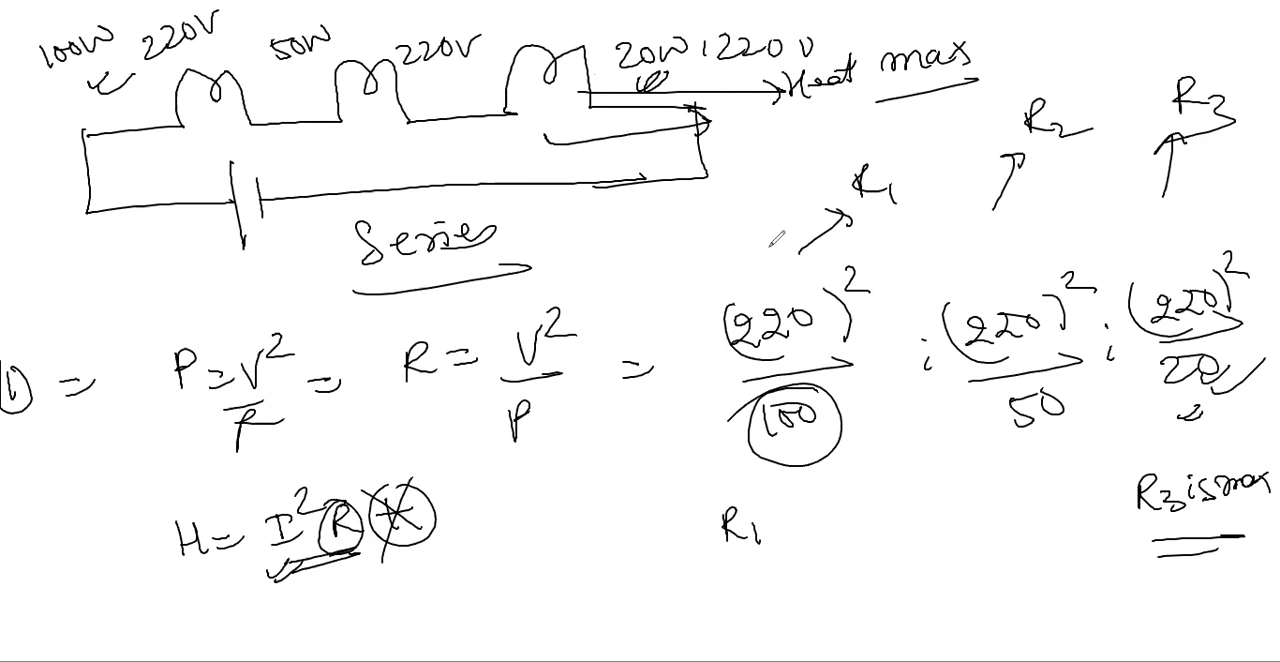 100W 220V 50W 220V 20W, 220V
Heat max
R1 R2 R3
Series
(220)² ; (220)² ; (220)²
① = P = V² = R = V² =
R P 100 50 20
H = I²Rt R1 R3 is max